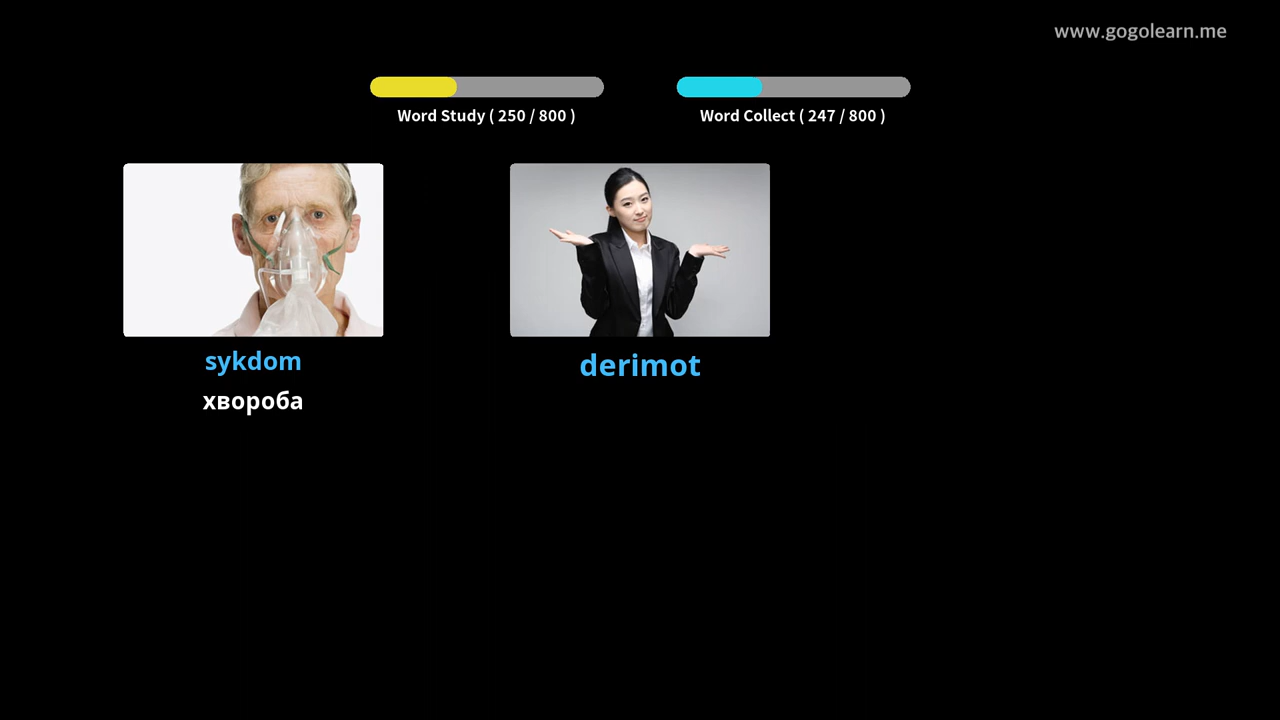 www.gogolearn.me
Word Study ( 250 / 800 )
Word Collect ( 247 / 800 )
sykdom
хвороба
derimot